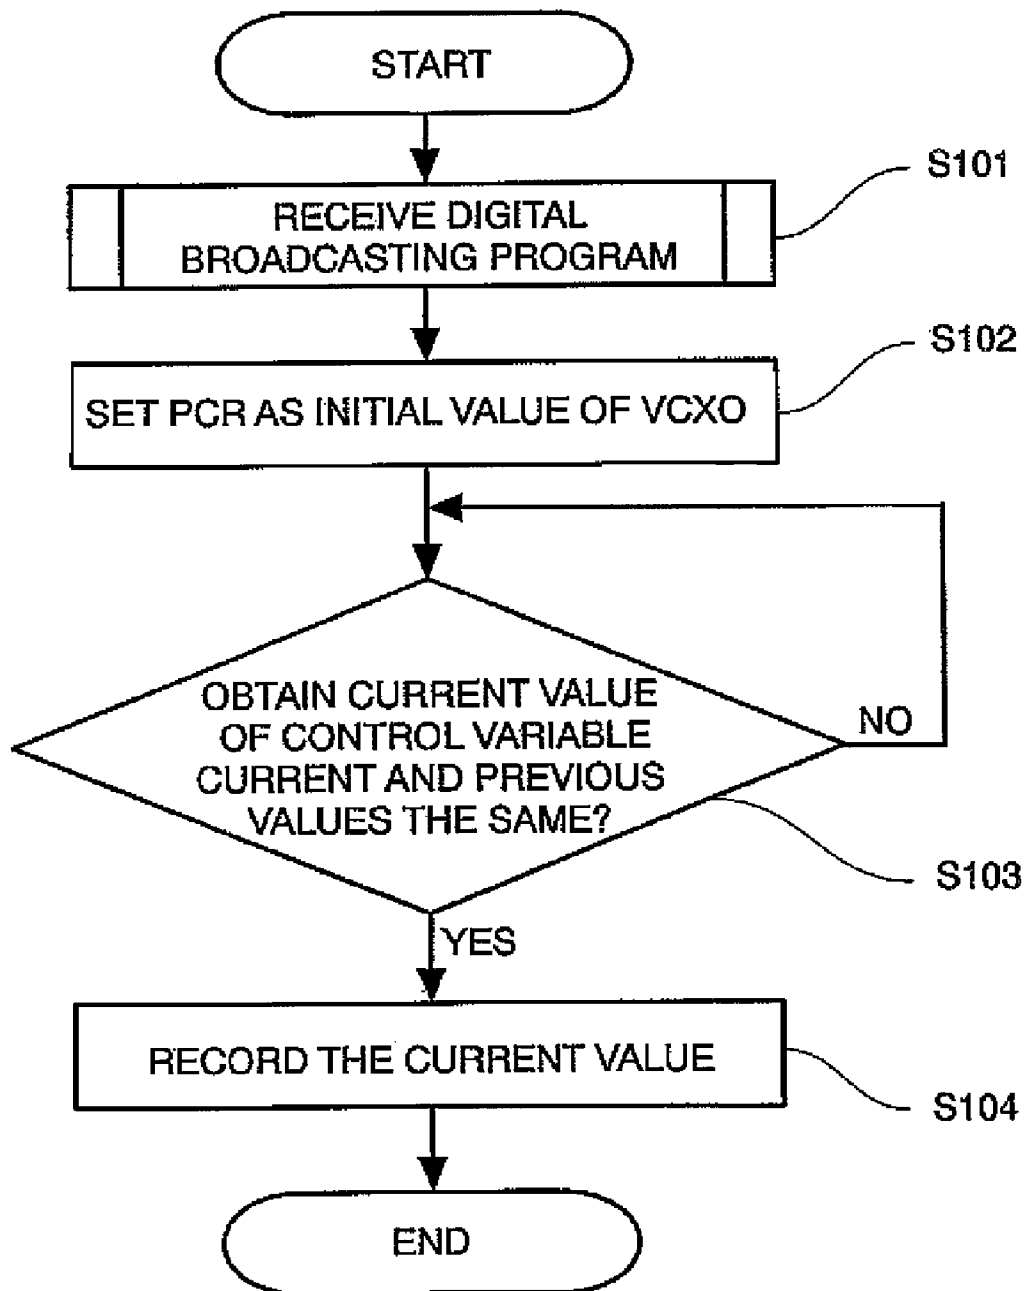 START
S101
RECEIVE DIGITAL
BROADCASTING PROGRAM
S102
SET PCR AS INITIAL VALUE OF VCXO
OBTAIN CURRENT VALUE
OF CONTROL VARIABLE
CURRENT AND PREVIOUS
VALUES THE SAME?
NO
S103
YES
RECORD THE CURRENT VALUE
S104
END